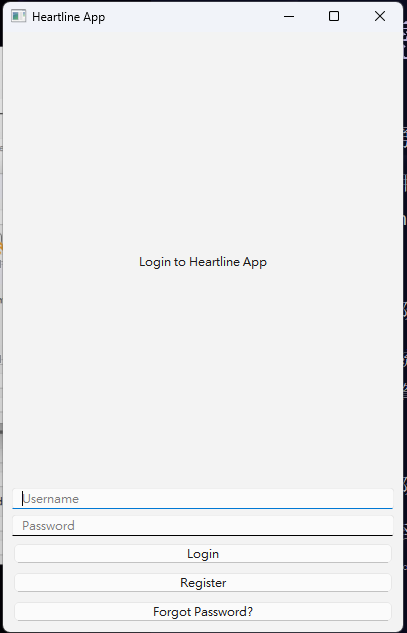 Heartline App
Login to Heartline App
Username
Password
Login
Register
Forgot Password?